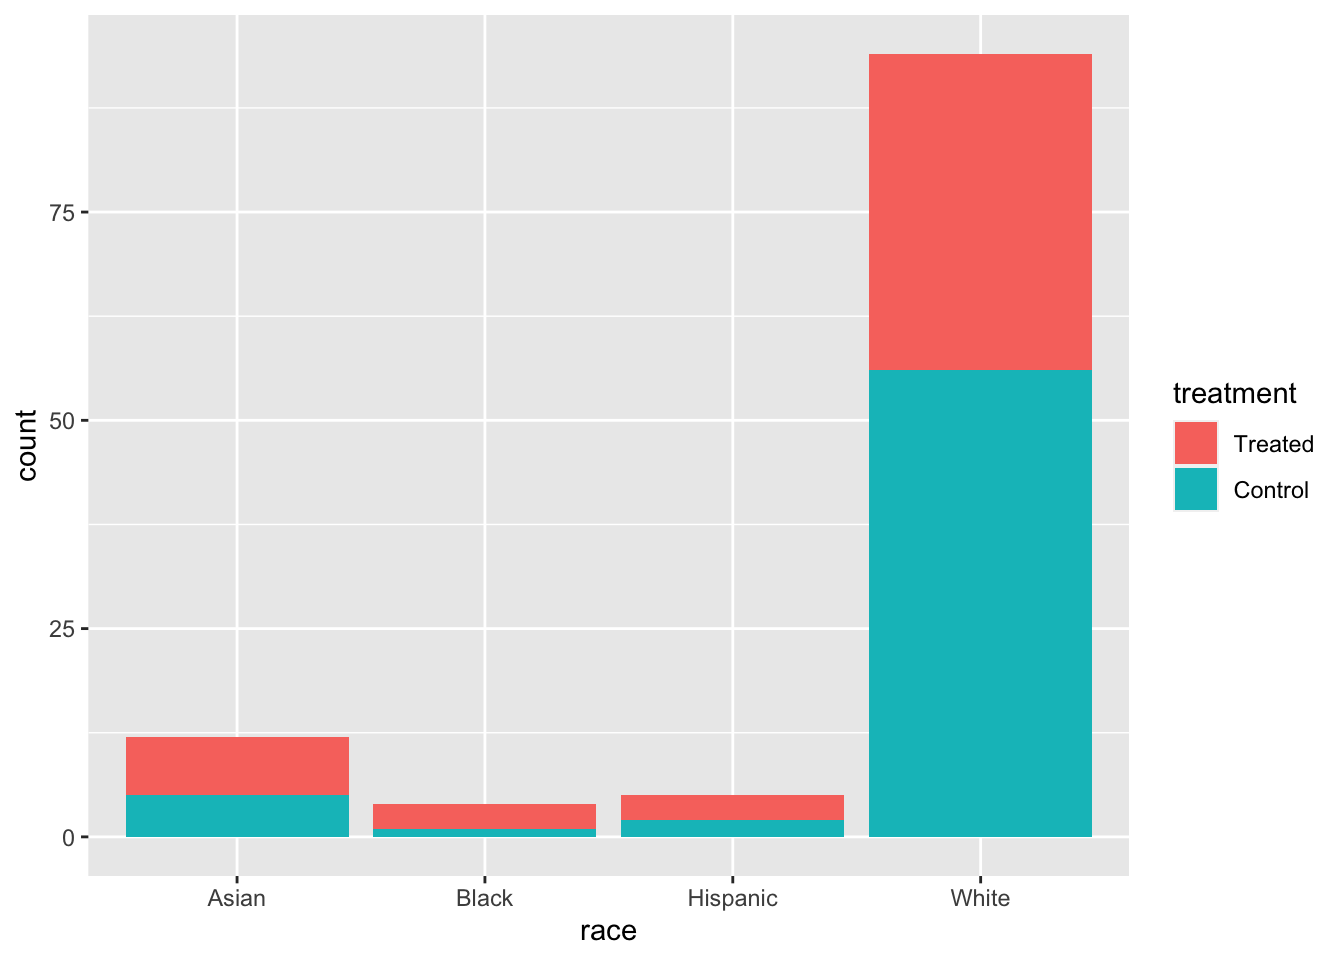 75
50
25
0
count
Asian
Black
Hispanic
White
race
treatment
Treated
Control